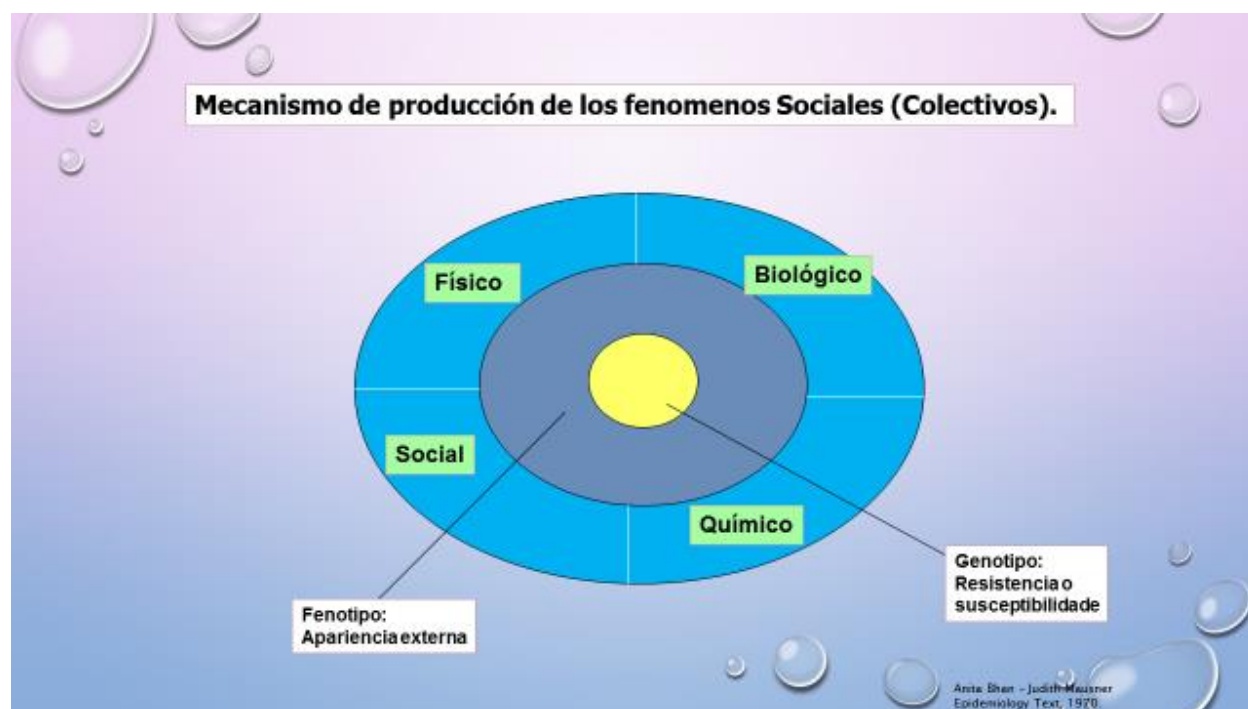 Mecanismo de producción de los fenomenos Sociales (Colectivos).
Físico
Biológico
Social
Químico
Genotipo:
Resistencia o
susceptibilidade
Fenotipo:
Apariencia externa
Anita Bhan - Judith Mausner
Epidemiology Text, 1970.